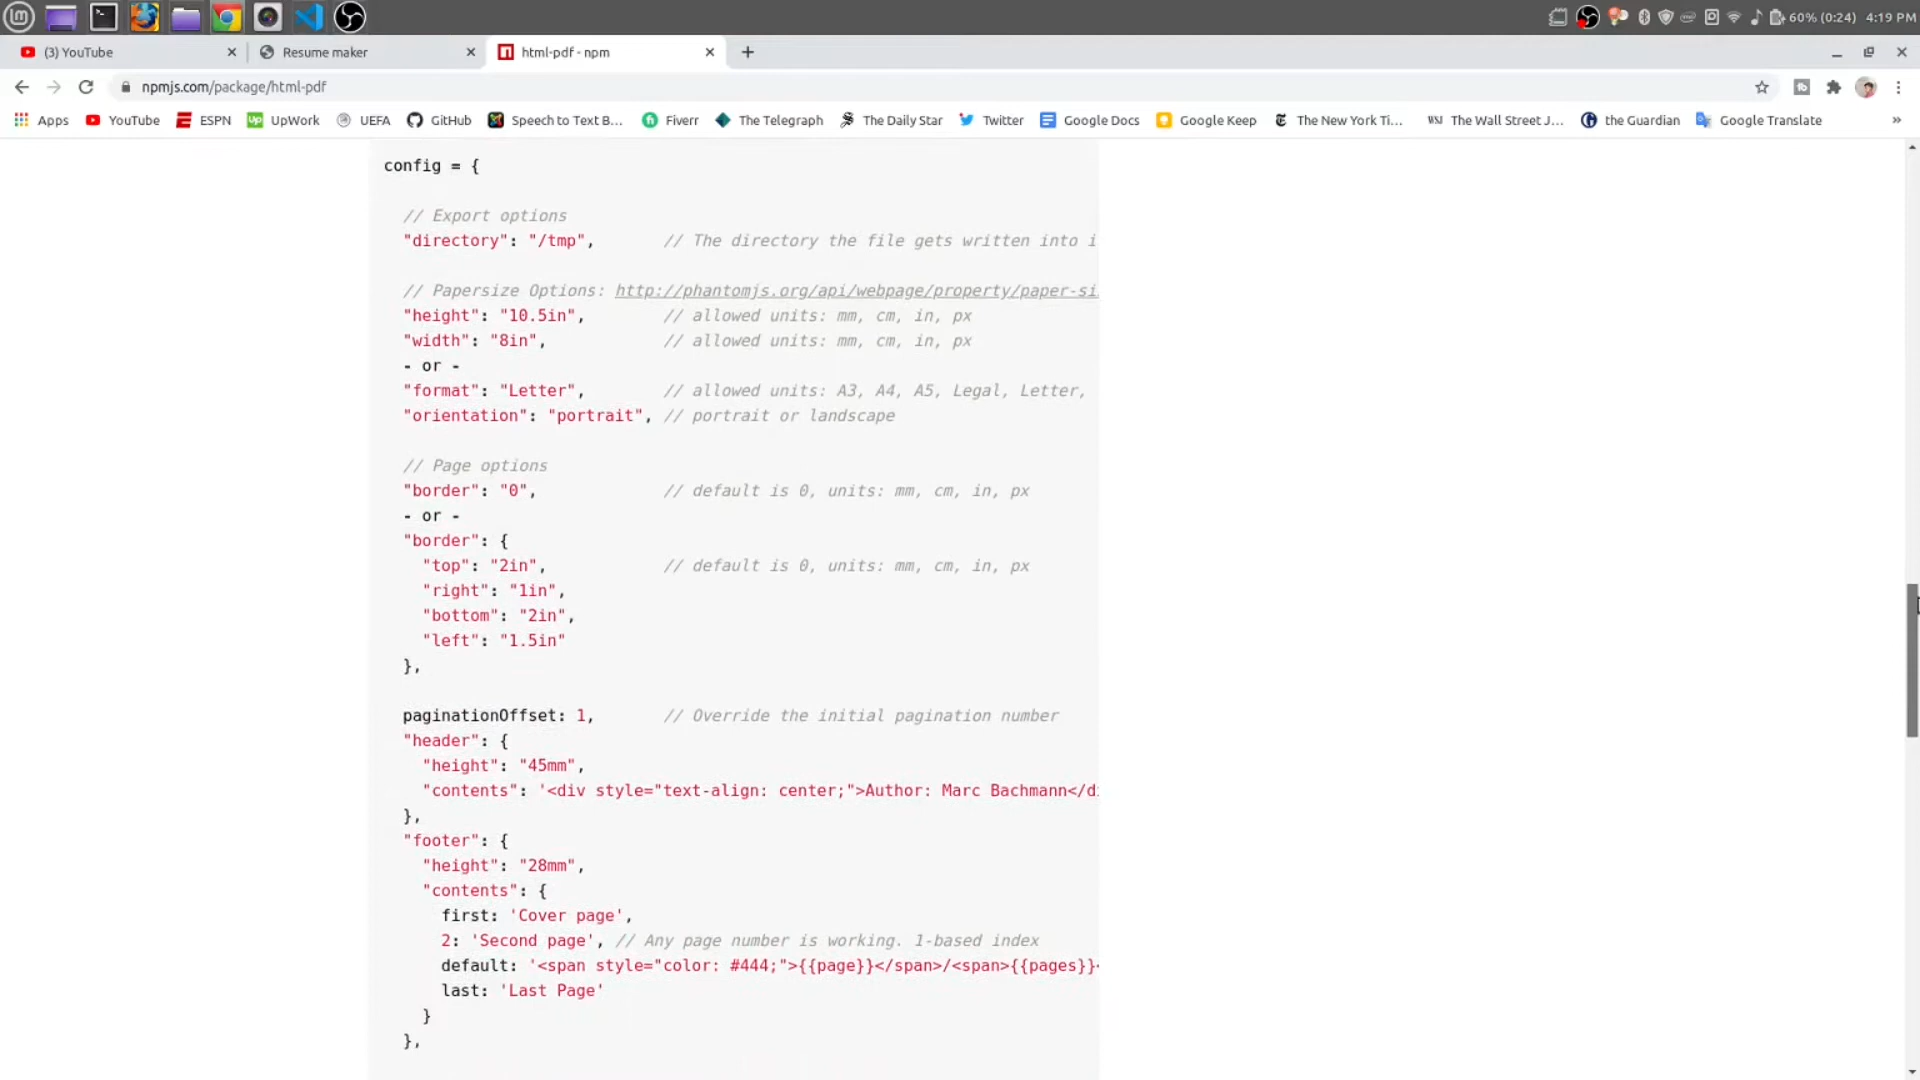 60% (0:24) 4:19 PM
(3) YouTube
Resume maker
html-pdf - npm
npmjs.com/package/html-pdf
Apps YouTube ESPN UpWork UEFA GitHub Speech to Text B... Fiverr The Telegraph The Daily Star Twitter Google Docs Google Keep The New York Ti... The Wall Street J... the Guardian Google Translate »
config = {
// Export options
"directory": "/tmp", // The directory the file gets written into i
// Papersize Options: http://phantomjs.org/api/webpage/property/paper-si
"height": "10.5in", // allowed units: mm, cm, in, px
"width": "8in", // allowed units: mm, cm, in, px
- or -
"format": "Letter", // allowed units: A3, A4, A5, Legal, Letter,
"orientation": "portrait", // portrait or landscape
// Page options
"border": "0", // default is 0, units: mm, cm, in, px
- or -
"border": {
"top": "2in", // default is 0, units: mm, cm, in, px
"right": "1in",
"bottom": "2in",
"left": "1.5in"
},
paginationOffset: 1, // Override the initial pagination number
"header": {
"height": "45mm",
"contents": '<div style="text-align: center;">Author: Marc Bachmann</di
},
"footer": {
"height": "28mm",
"contents": {
first: 'Cover page',
2: 'Second page', // Any page number is working. 1-based index
default: '<span style="color: #444;">{{page}}</span>/<span>{{pages}}<
last: 'Last Page'
}
},